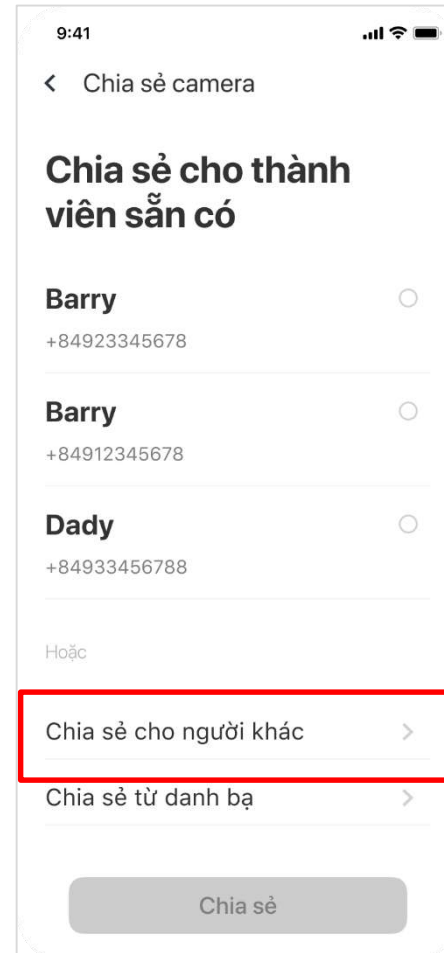 9:41
Chia sẻ camera
Chia sẻ cho thành
viên sẵn có
Barry
+84923345678
Barry
+84912345678
Dady
+84933456788
Hoặc
Chia sẻ cho người khác
Chia sẻ từ danh bạ
Chia sẻ